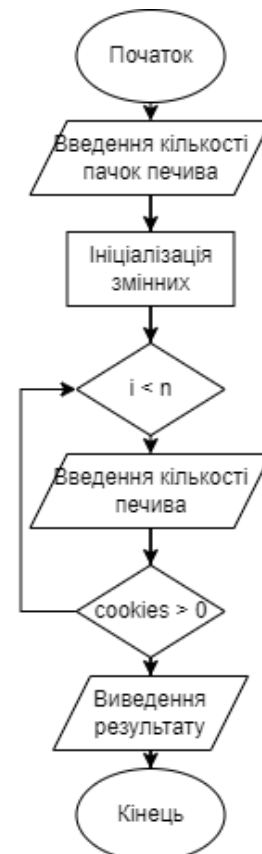 Початок
Введення кількості
пачок печива
Ініціалізація
змінних
i < n
Введення кількості
печива
cookies > 0
Виведення
результату
Кінець